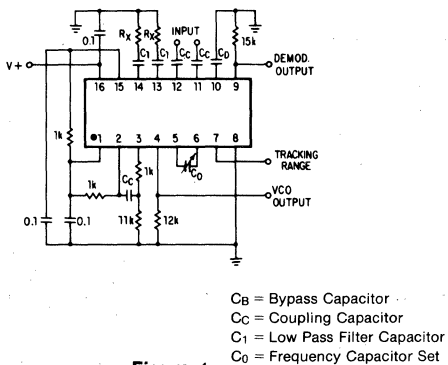 INPUT
Rx Rx
0.1 C1 C1 CC CC CD 15k
V+ DEMOD. OUTPUT
16 15 14 13 12 11 10 9
1k
1 2 3 4 5 6 7 8
1k CC 1k CO TRACKING RANGE
VCO OUTPUT
0.1 0.1 11k 12k
CB = Bypass Capacitor
CC = Coupling Capacitor
C1 = Low Pass Filter Capacitor
C0 = Frequency Capacitor Set